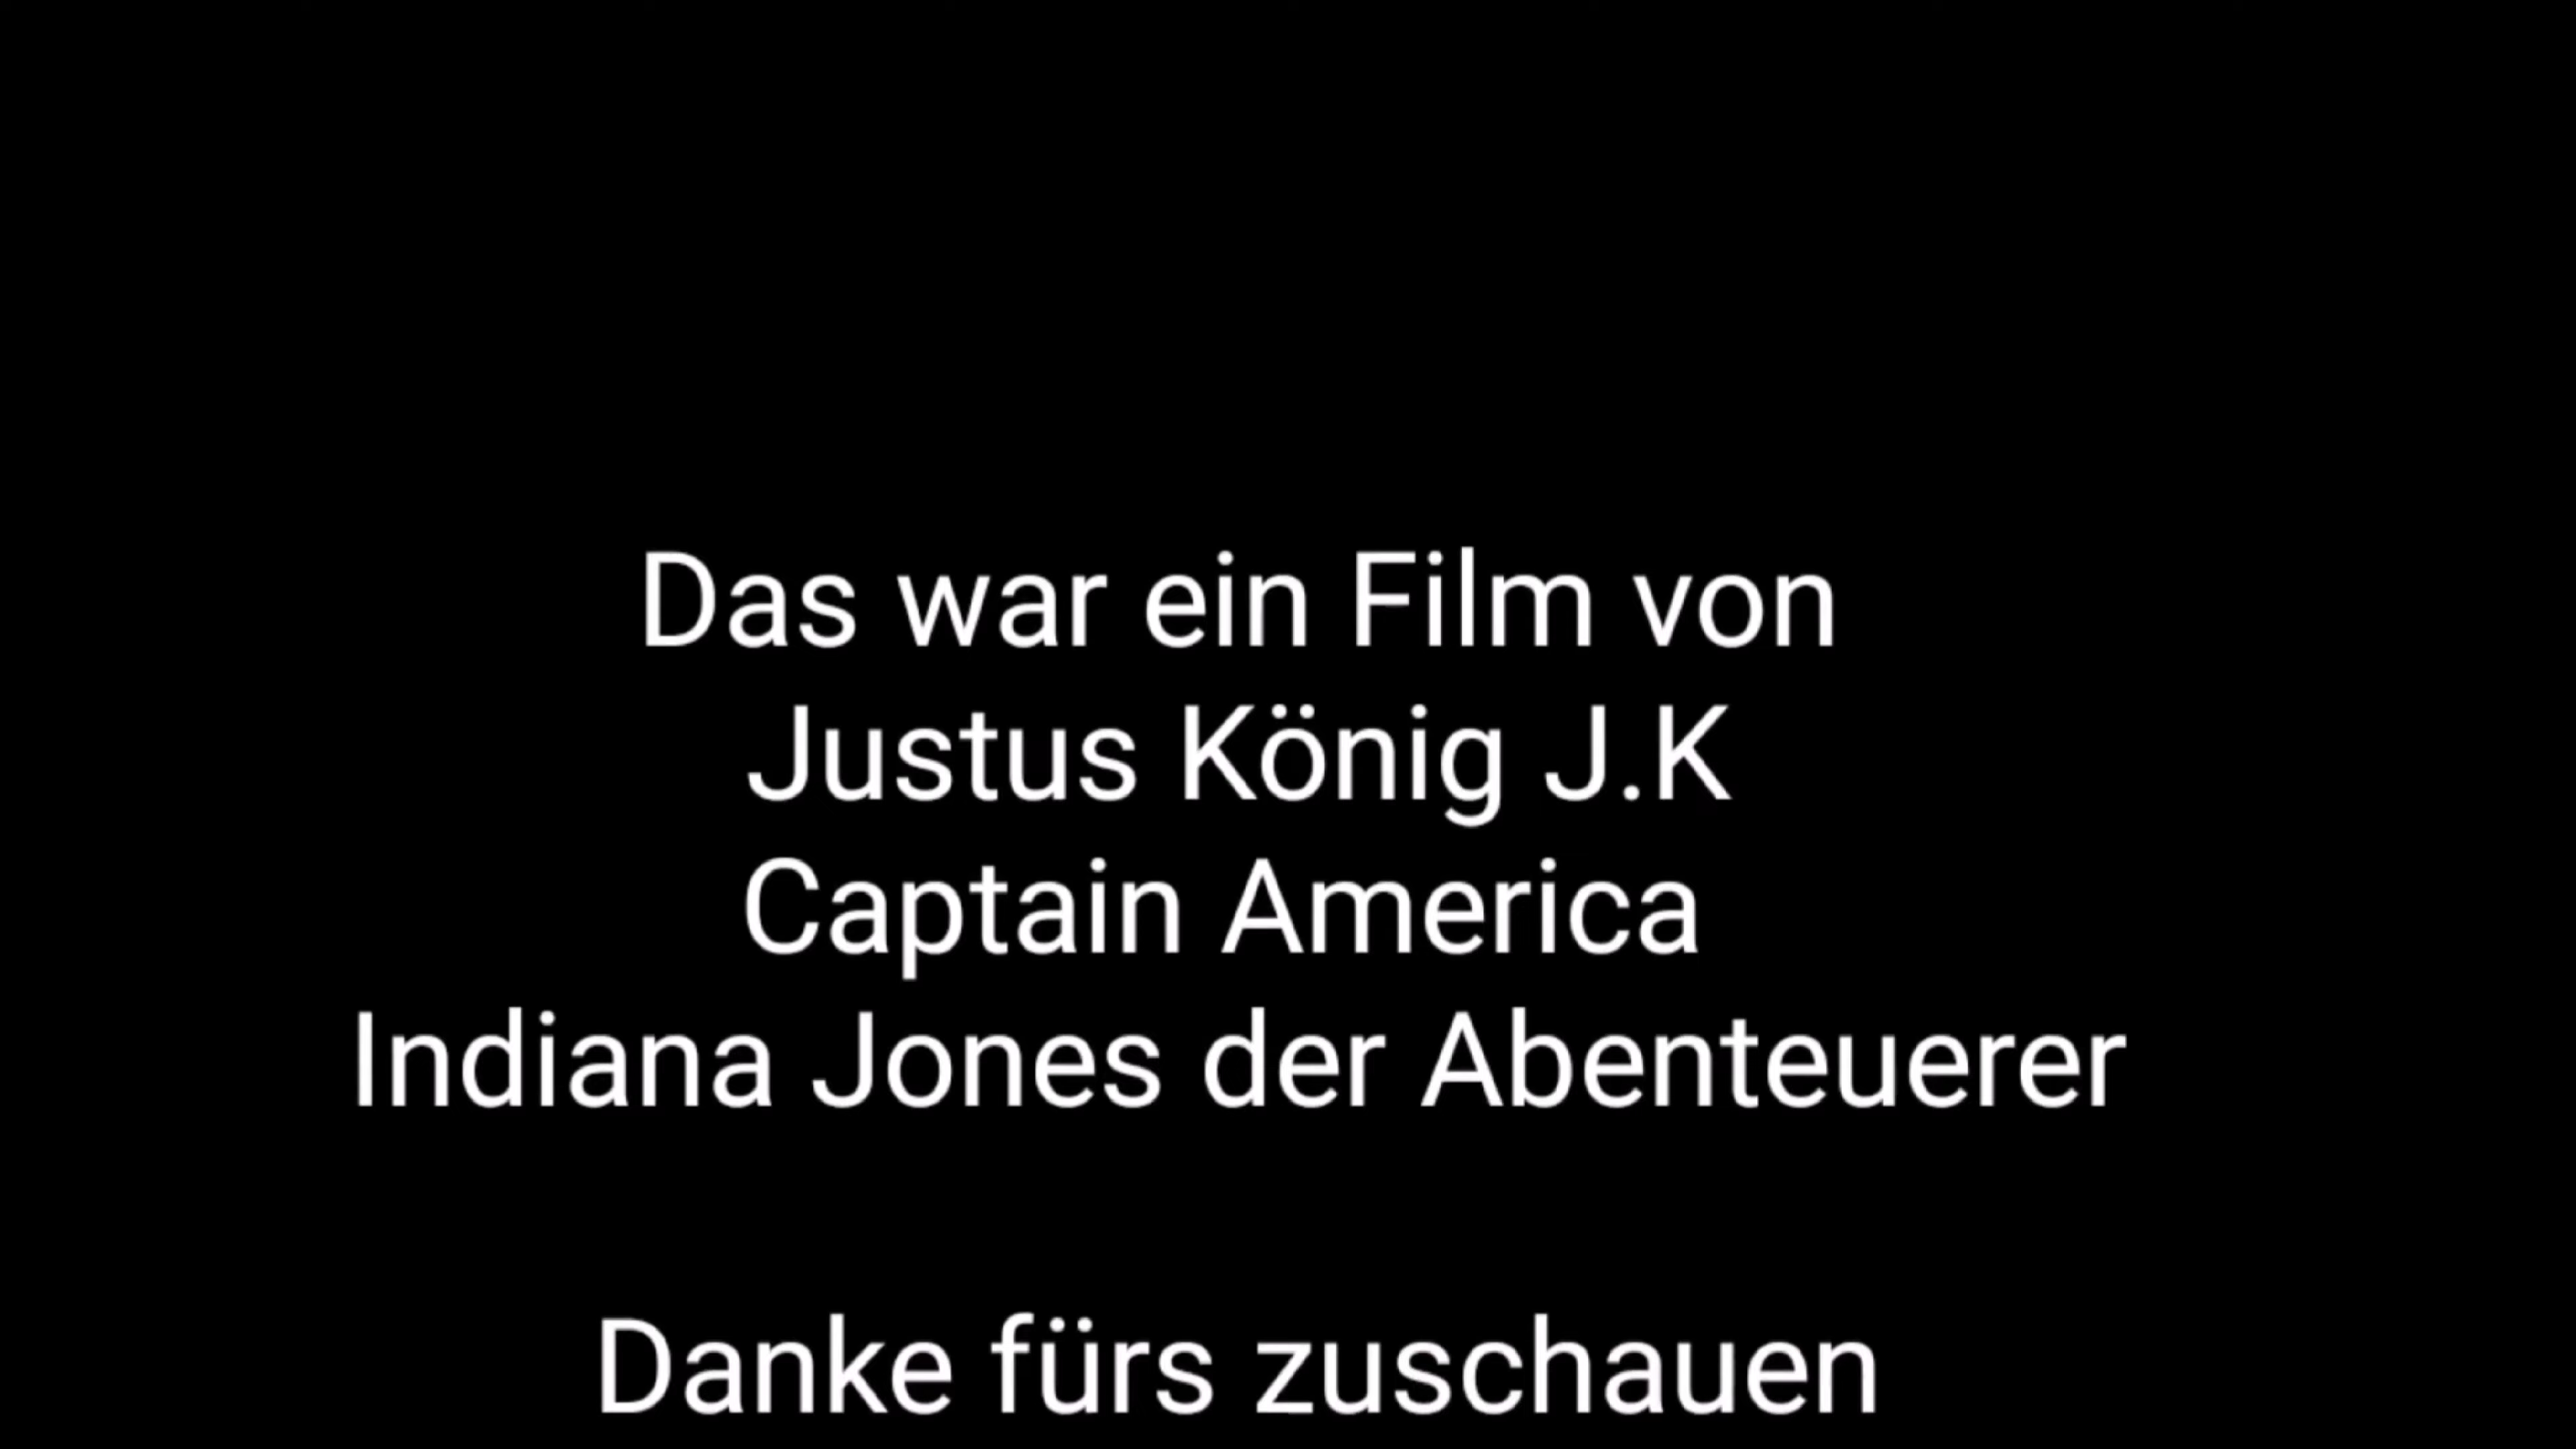 Das war ein Film von
Justus König J.K
Captain America
Indiana Jones der Abenteuerer
Danke fürs zuschauen